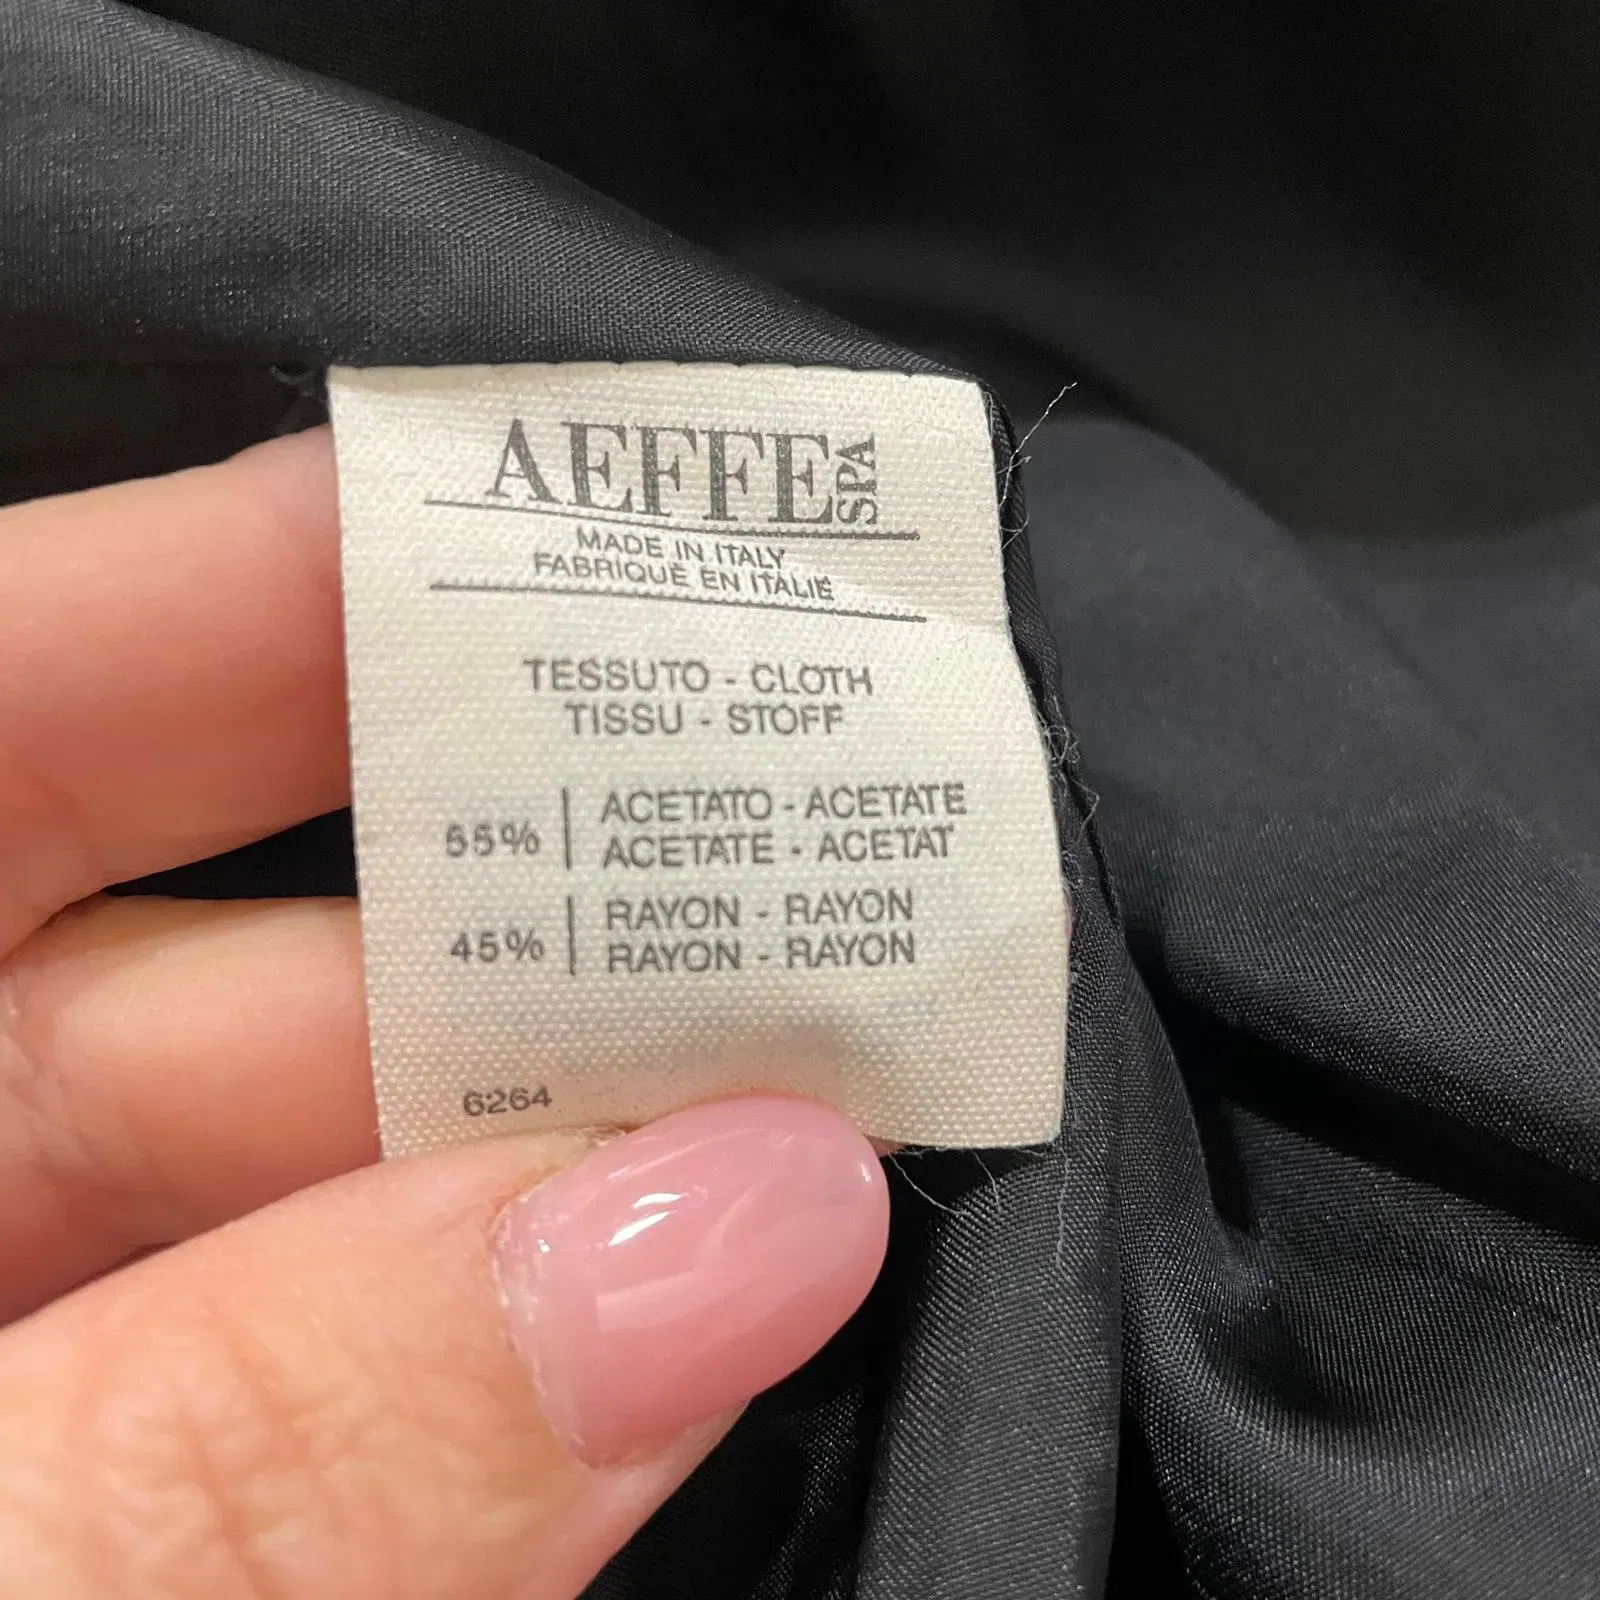 AEFFE SPA
MADE IN ITALY
FABRIQUÉ EN ITALIE
TESSUTO - CLOTH
TISSU - STOFF
55% ACETATO - ACETATE
ACETATE - ACETAT
45% RAYON - RAYON
RAYON - RAYON
6264